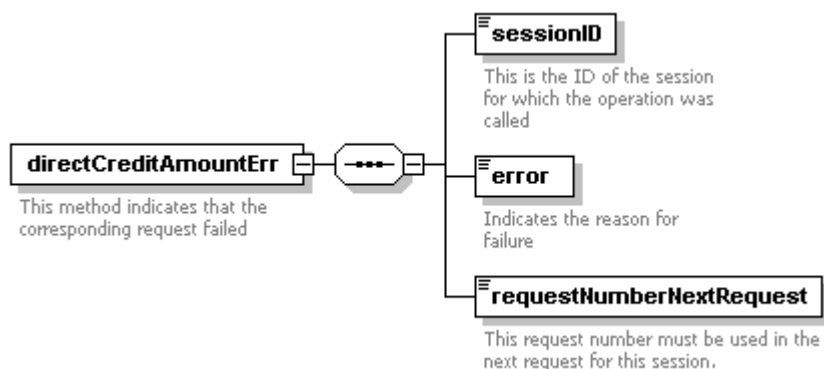 sessionID
This is the ID of the session
for which the operation was
called
directCreditAmountErr
This method indicates that the
corresponding request failed
error
Indicates the reason for
failure
requestNumberNextRequest
This request number must be used in the
next request for this session.